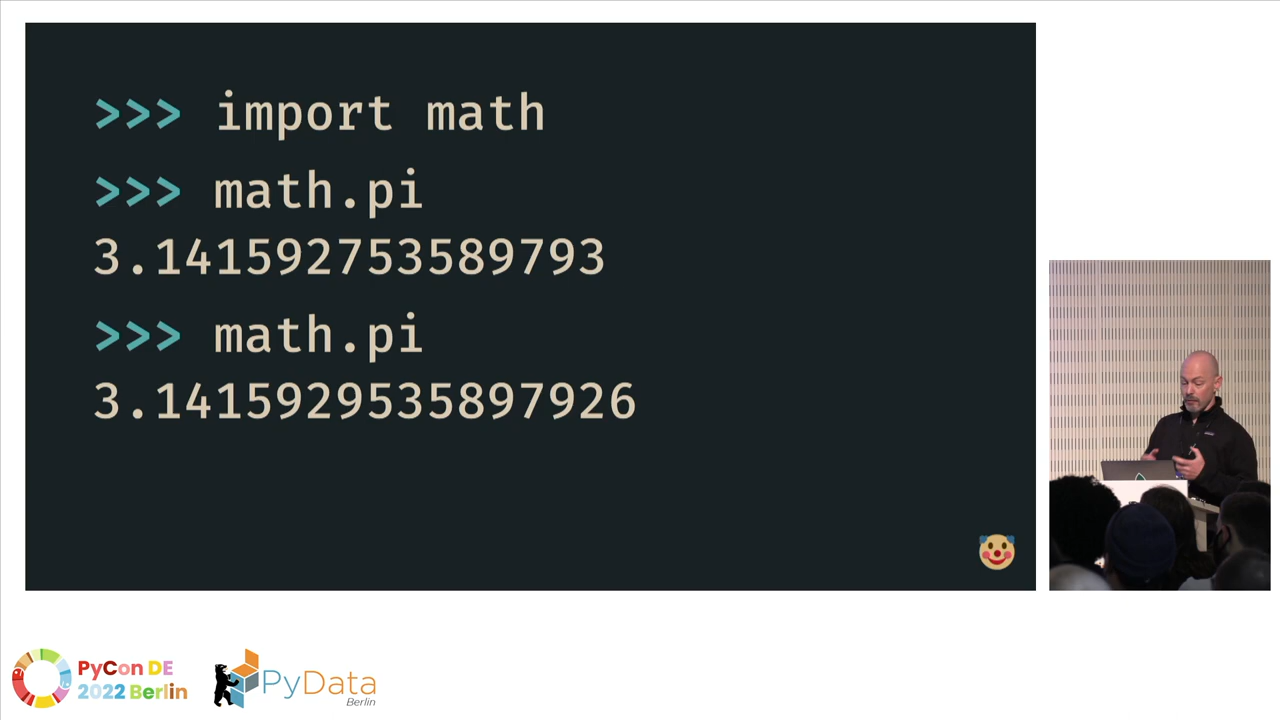 >>> import math
>>> math.pi
3.141592753589793
>>> math.pi
3.1415929535897926
PyCon DE
2022 Berlin
PyData
Berlin